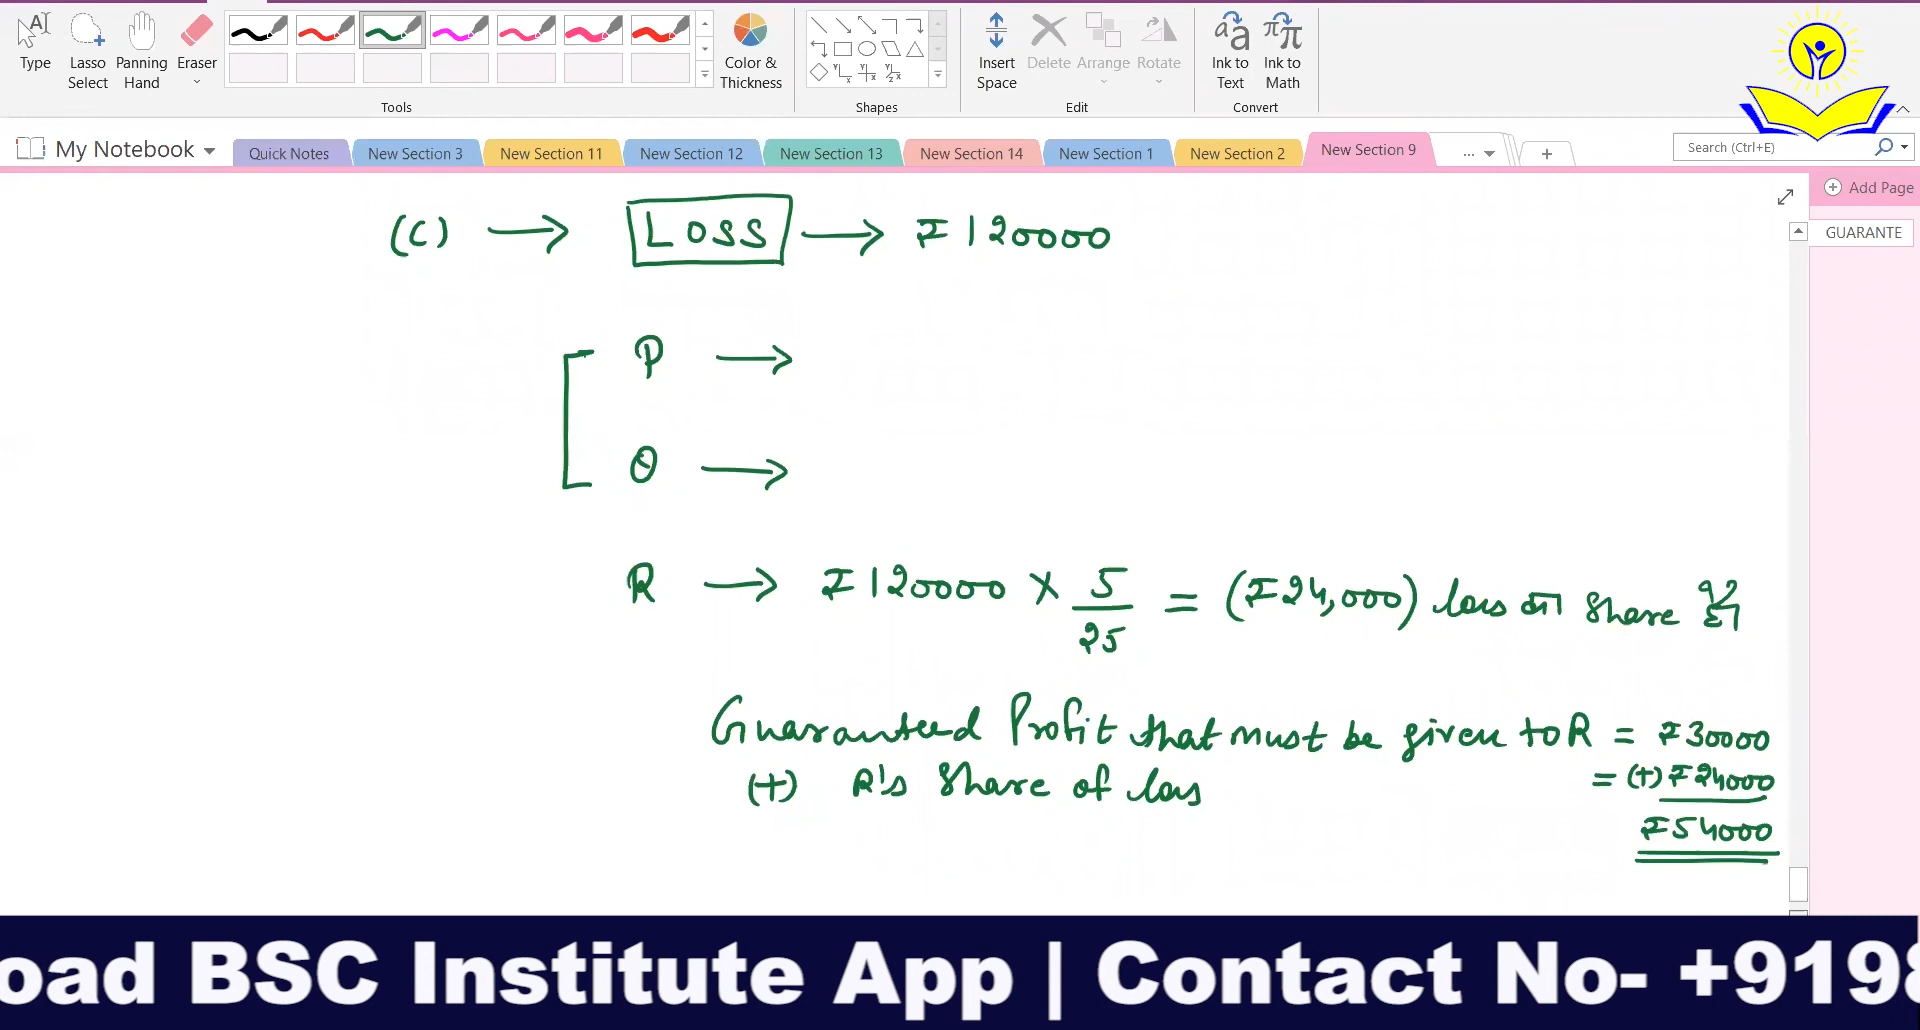 Type
Lasso Select
Panning Hand
Eraser
Color & Thickness
Insert Space
Delete
Arrange
Rotate
Ink to Text
Ink to Math
Tools
Shapes
Edit
Convert
My Notebook
Quick Notes
New Section 3
New Section 11
New Section 12
New Section 13
New Section 14
New Section 1
New Section 2
New Section 9
...
Search (Ctrl+E)
Add Page
GUARANTE
(C) → LOSS → ₹120000
P →
Q →
R → ₹120000 × 5/25 = (₹24,000) loss का share है
Guaranteed Profit that must be given to R = ₹30000
(+) R's Share of loss = (+) ₹24000
₹54000
oad BSC Institute App | Contact No- +9198